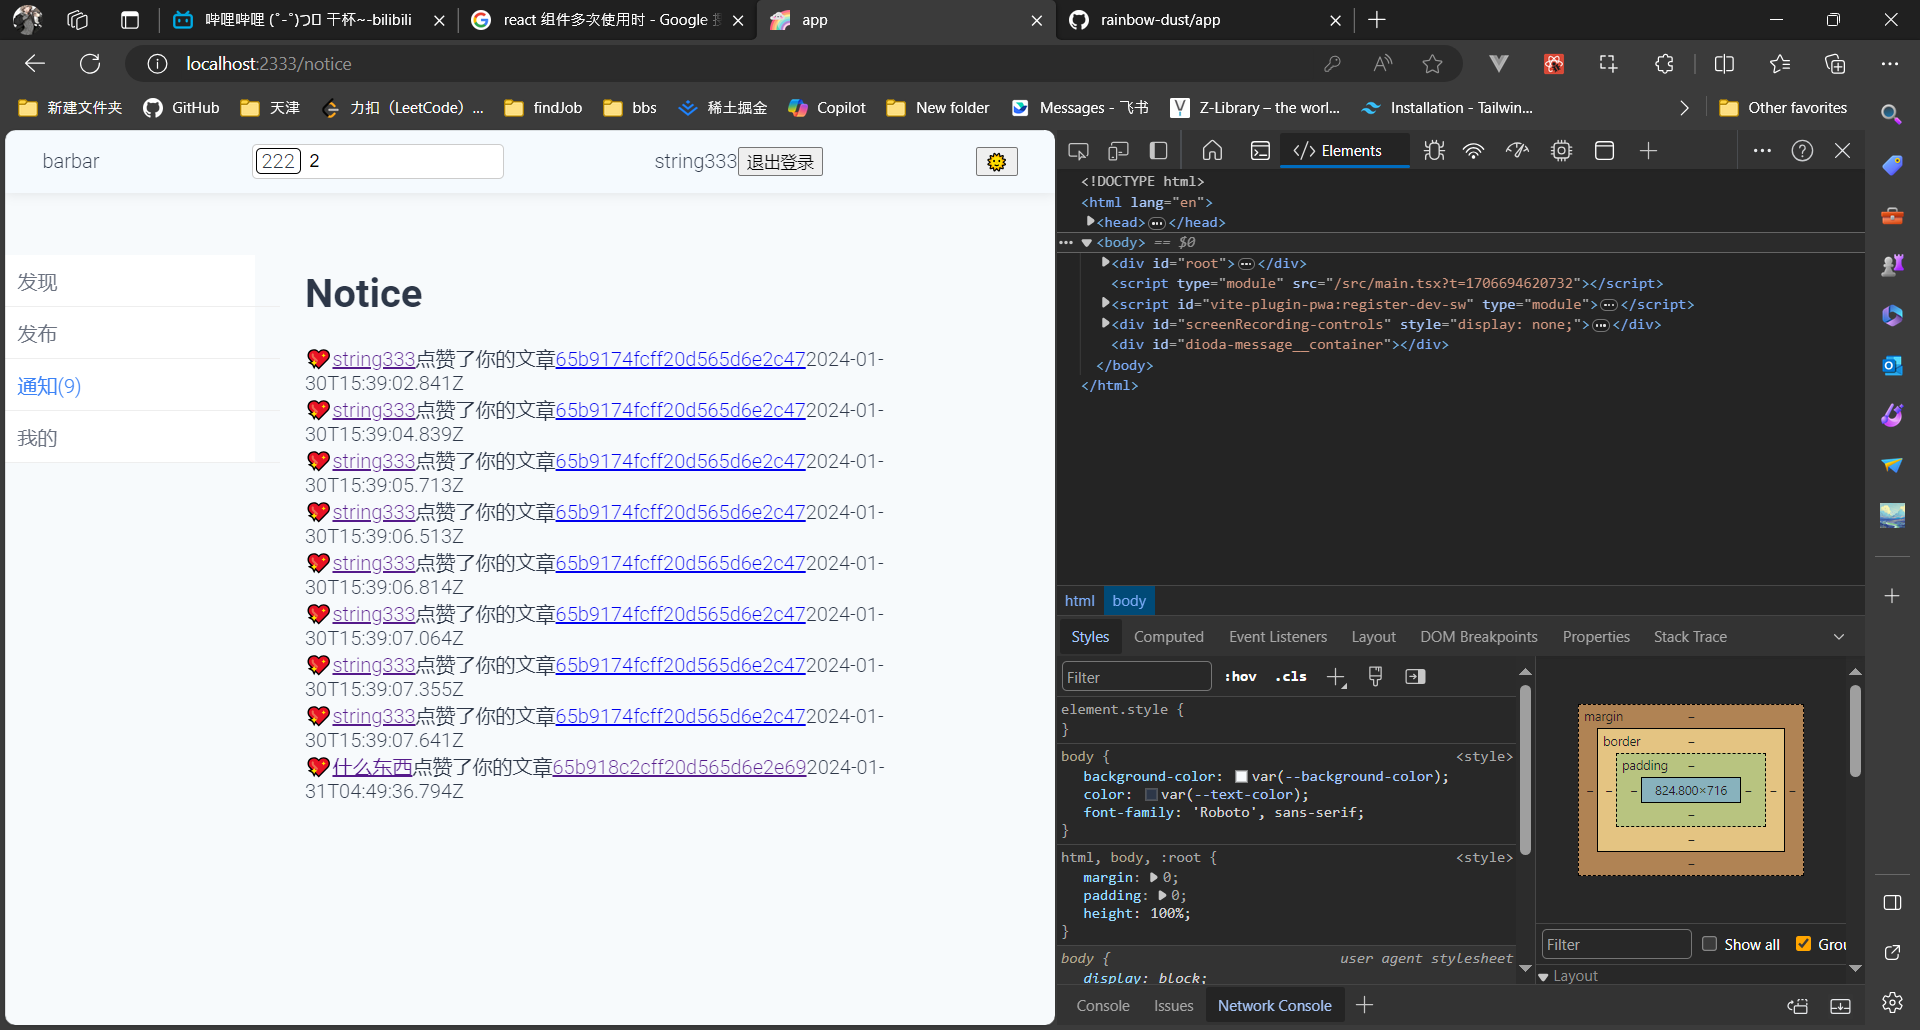 哔哩哔哩 (゜-゜)つロ 干杯~-bilibili
react 组件多次使用时 - Google
app
rainbow-dust/app
localhost:2333/notice
新建文件夹
GitHub
天津
力扣（LeetCode）...
findJob
bbs
稀土掘金
Copilot
New folder
Messages - 飞书
Z-Library – the worl...
Installation - Tailwin...
Other favorites
barbar
222 2
string333 退出登录
发现
发布
通知(9)
我的
Notice
💖string333点赞了你的文章65b9174fcff20d565d6e2c472024-01-
30T15:39:02.841Z
💖string333点赞了你的文章65b9174fcff20d565d6e2c472024-01-
30T15:39:04.839Z
💖string333点赞了你的文章65b9174fcff20d565d6e2c472024-01-
30T15:39:05.713Z
💖string333点赞了你的文章65b9174fcff20d565d6e2c472024-01-
30T15:39:06.513Z
💖string333点赞了你的文章65b9174fcff20d565d6e2c472024-01-
30T15:39:06.814Z
💖string333点赞了你的文章65b9174fcff20d565d6e2c472024-01-
30T15:39:07.064Z
💖string333点赞了你的文章65b9174fcff20d565d6e2c472024-01-
30T15:39:07.355Z
💖string333点赞了你的文章65b9174fcff20d565d6e2c472024-01-
30T15:39:07.641Z
💖什么东西点赞了你的文章65b918c2cff20d565d6e2e692024-01-
31T04:49:36.794Z
Elements
<!DOCTYPE html>
<html lang="en">
<head>…</head>
<body> == $0
<div id="root">…</div>
<script type="module" src="/src/main.tsx?t=1706694620732"></script>
<script id="vite-plugin-pwa:register-dev-sw" type="module">…</script>
<div id="screenRecording-controls" style="display: none;">…</div>
<div id="dioda-message__container"></div>
</body>
</html>
html body
Styles Computed Event Listeners Layout DOM Breakpoints Properties Stack Trace
Filter :hov .cls
element.style {
}
body { <style>
background-color: var(--background-color);
color: var(--text-color);
font-family: 'Roboto', sans-serif;
}
html, body, :root { <style>
margin: 0;
padding: 0;
height: 100%;
}
body { user agent stylesheet
display: block;
margin –
border –
padding –
– – – 824.800×716 – – –
–
–
–
Filter Show all Grou
Layout
Console Issues Network Console